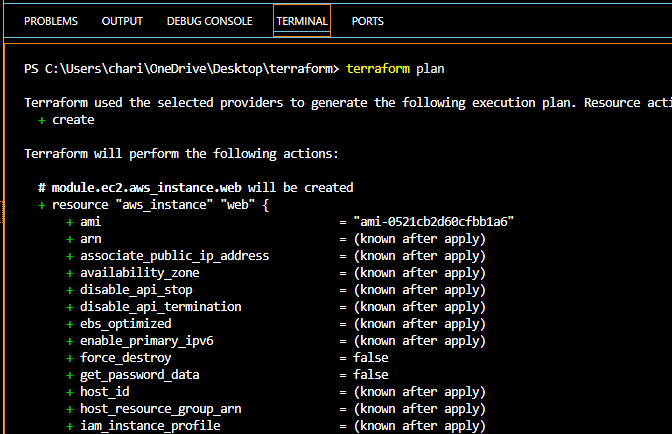 PROBLEMS OUTPUT DEBUG CONSOLE TERMINAL PORTS
PS C:\Users\chari\OneDrive\Desktop\terraform> terraform plan
Terraform used the selected providers to generate the following execution plan. Resource acti
+ create
Terraform will perform the following actions:
# module.ec2.aws_instance.web will be created
+ resource "aws_instance" "web" {
+ ami = "ami-0521cb2d60cfbb1a6"
+ arn = (known after apply)
+ associate_public_ip_address = (known after apply)
+ availability_zone = (known after apply)
+ disable_api_stop = (known after apply)
+ disable_api_termination = (known after apply)
+ ebs_optimized = (known after apply)
+ enable_primary_ipv6 = (known after apply)
+ force_destroy = false
+ get_password_data = false
+ host_id = (known after apply)
+ host_resource_group_arn = (known after apply)
+ iam_instance_profile = (known after apply)